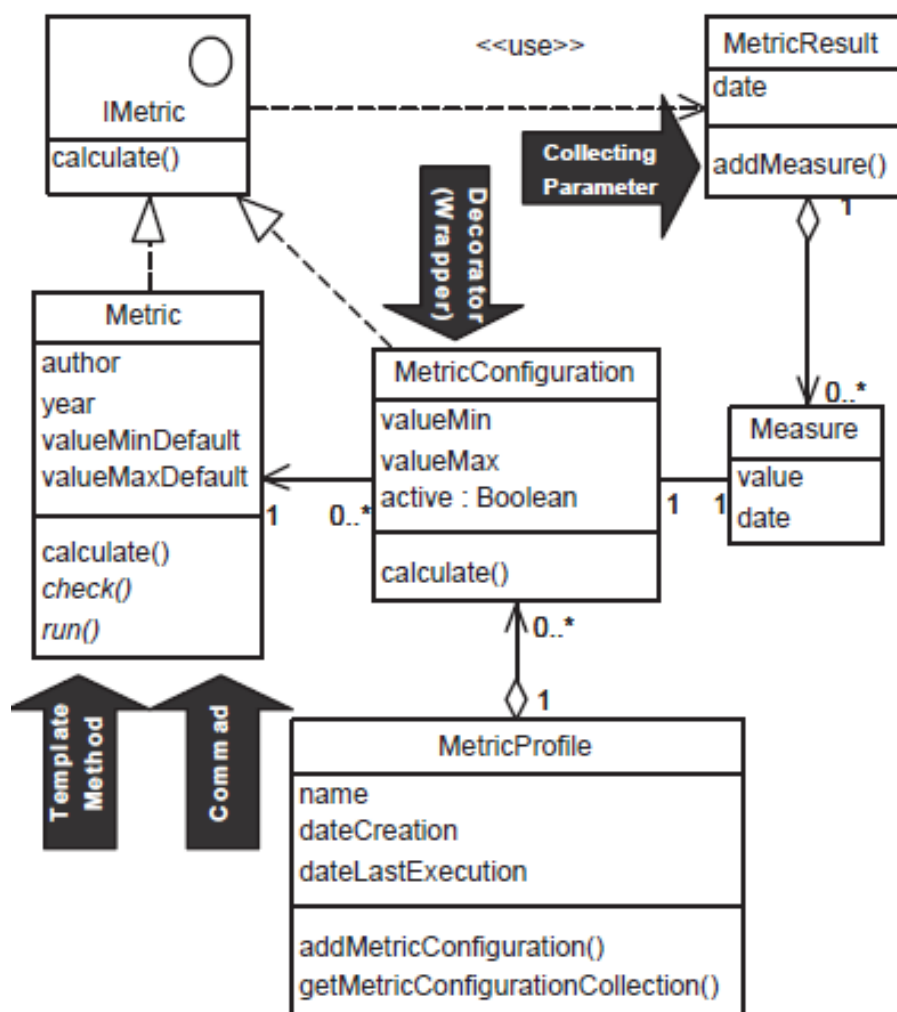 <<use>>
IMetric
calculate()
MetricResult
date
addMeasure()
Collecting
Parameter
Decorator
(Wrapper)
1
0..*
Metric
author
year
valueMinDefault
valueMaxDefault
calculate()
check()
run()
1
0..*
MetricConfiguration
valueMin
valueMax
active : Boolean
calculate()
1
1
Measure
value
date
0..*
1
Template
Method
Commad
MetricProfile
name
dateCreation
dateLastExecution
addMetricConfiguration()
getMetricConfigurationCollection()